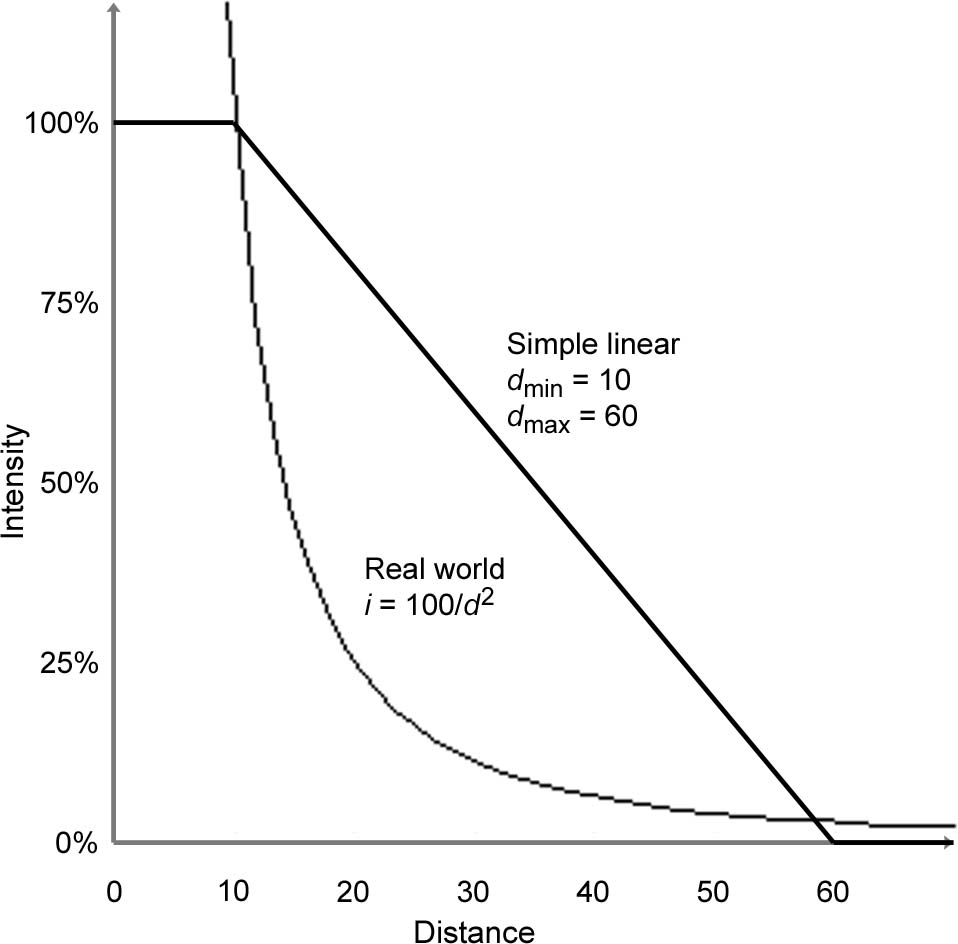 100%
75%
50%
25%
0%
Intensity
Simple linear
dmin = 10
dmax = 60
Real world
i = 100/d²
0 10 20 30 40 50 60
Distance